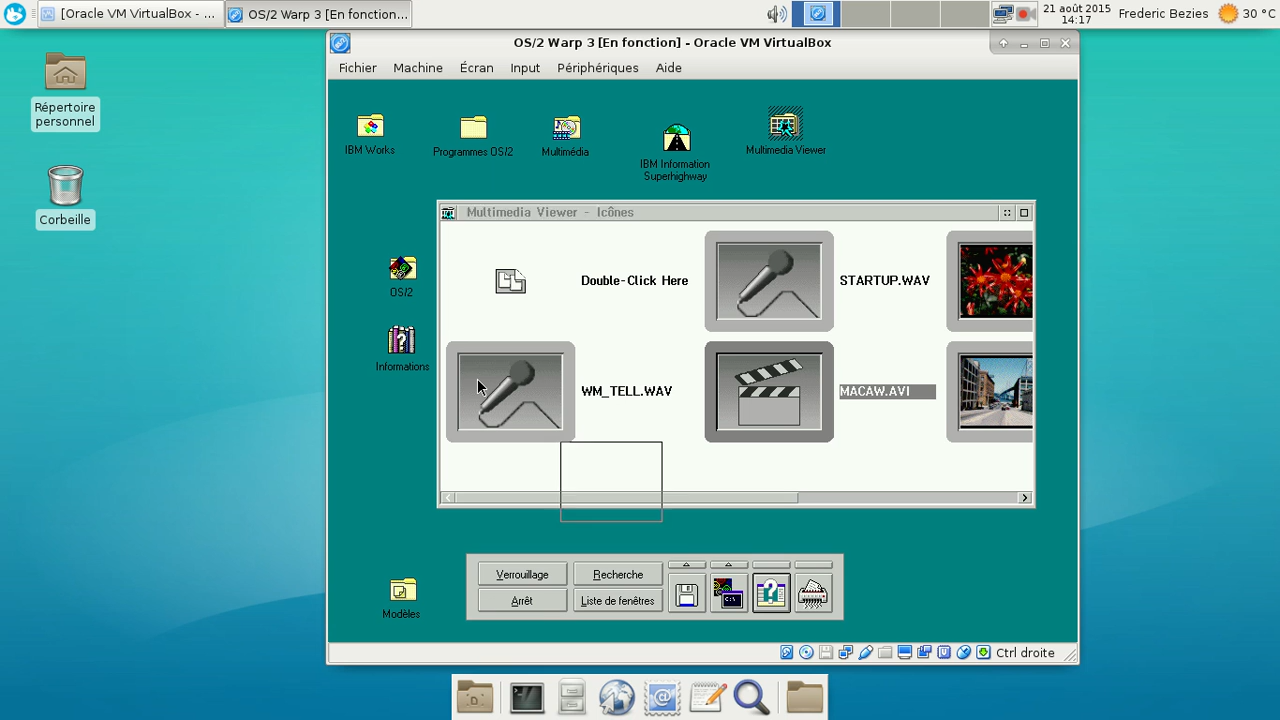 [Oracle VM VirtualBox - ...
OS/2 Warp 3 [En fonction...
21 août 2015
14:17
Frederic Bezies
30 °C
Répertoire
personnel
Corbeille
OS/2 Warp 3 [En fonction] - Oracle VM VirtualBox
Fichier
Machine
Écran
Input
Périphériques
Aide
IBM Works
Programmes OS/2
Multimédia
IBM Information
Superhighway
Multimedia Viewer
Multimedia Viewer - Icônes
Double-Click Here
STARTUP.WAV
WM_TELL.WAV
MACAW.AVI
OS/2
Informations
Modèles
Verrouillage
Recherche
Arrêt
Liste de fenêtres
C:\
Ctrl droite